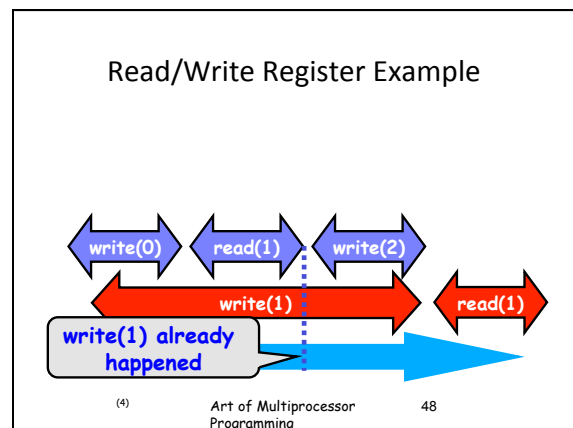 Read/Write Register Example
write(0) read(1) write(2)
write(1) read(1)
write(1) already
happened
(4) Art of Multiprocessor 48
Programming